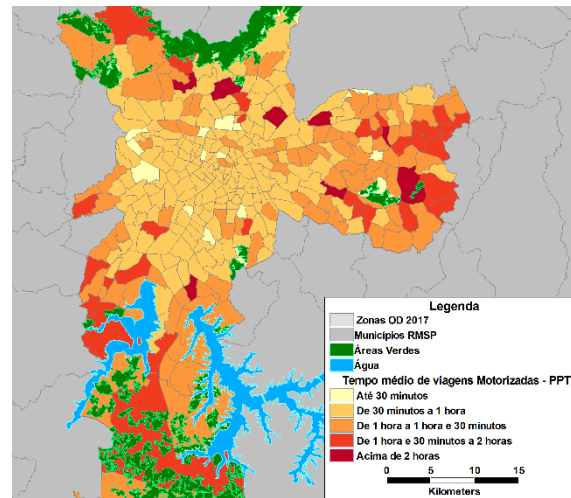 Legenda
Zonas OD 2017
Municípios RMSP
Áreas Verdes
Água
Tempo médio de viagens Motorizadas - PPT
Até 30 minutos
De 30 minutos a 1 hora
De 1 hora a 1 hora e 30 minutos
De 1 hora e 30 minutos a 2 horas
Acima de 2 horas
0 5 10 15
Kilometers